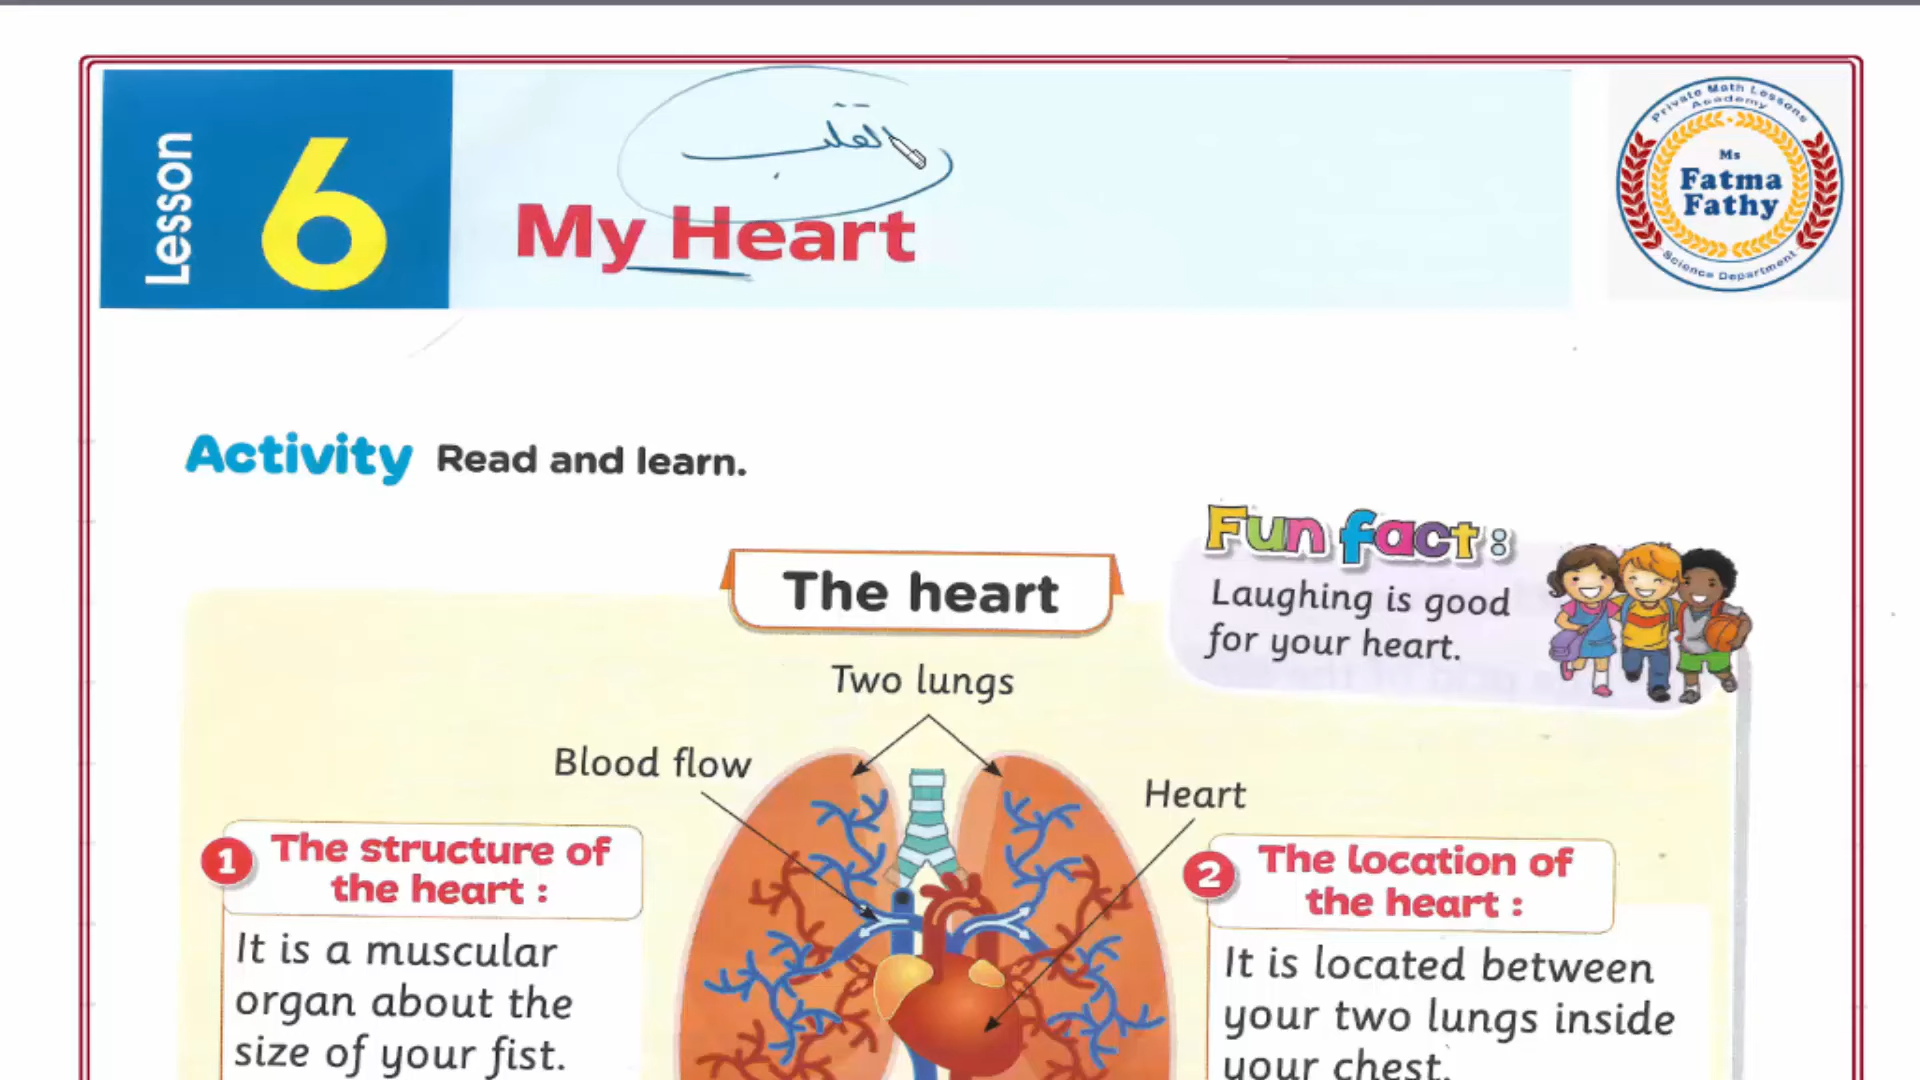 Lesson
6
القلب
My Heart
Private Math Lessons
Academy
Ms
Fatma
Fathy
Science Department
Activity Read and learn.
Fun fact:
Laughing is good
for your heart.
The heart
Two lungs
Blood flow
Heart
1 The structure of
the heart :
It is a muscular
organ about the
size of your fist.
2 The location of
the heart :
It is located between
your two lungs inside
your chest.